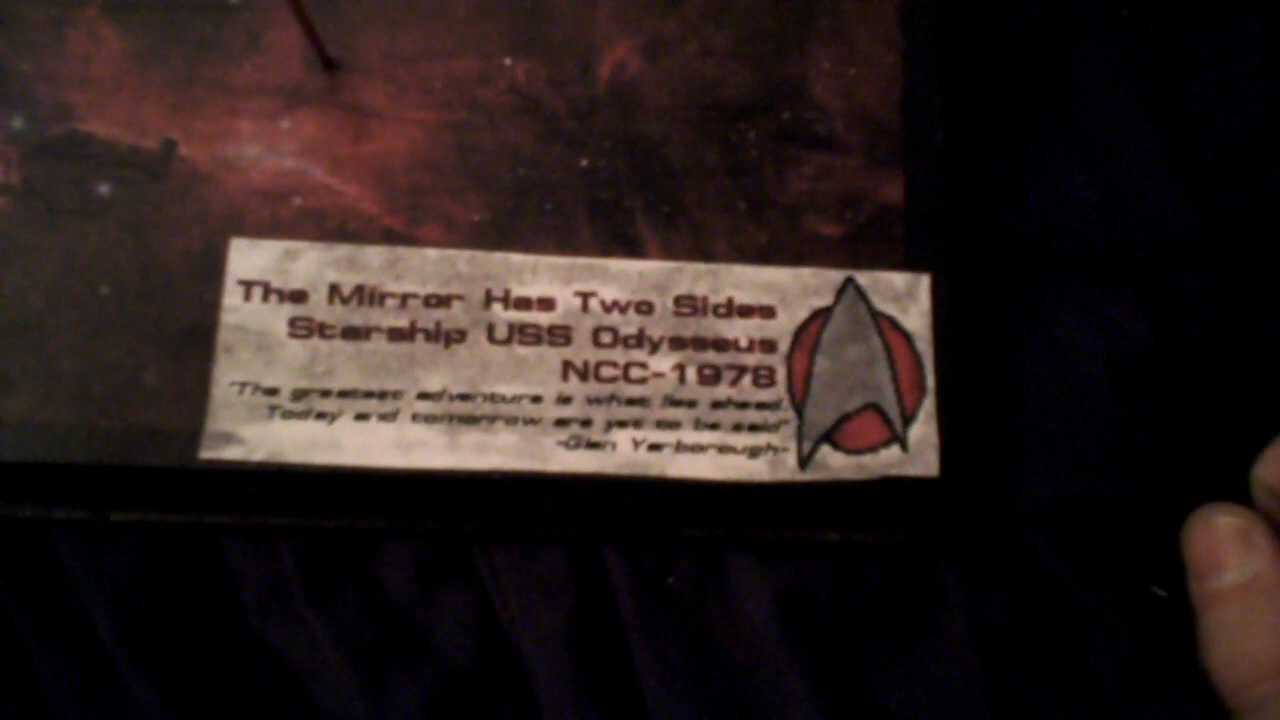 The Mirror Has Two Sides
Starship USS Odysseus
NCC-1978
"The greatest adventure is what lies ahead.
Today and tomorrow are yet to be said"
-Glen Yarborough-